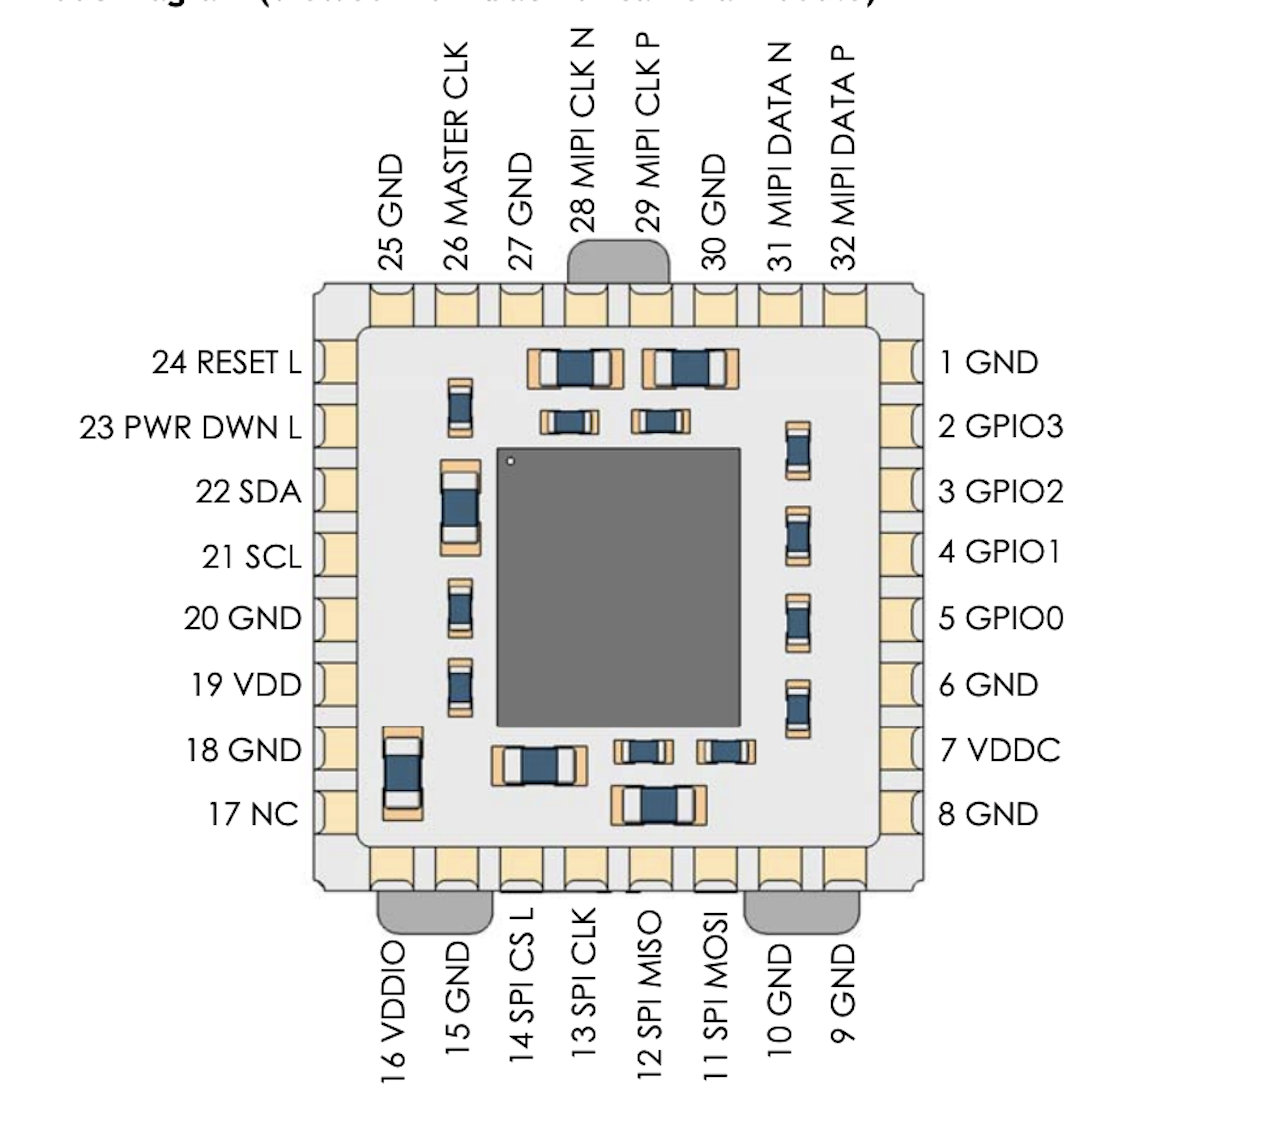 25 GND
26 MASTER CLK
27 GND
28 MIPI CLK N
29 MIPI CLK P
30 GND
31 MIPI DATA N
32 MIPI DATA P
24 RESET L
23 PWR DWN L
22 SDA
21 SCL
20 GND
19 VDD
18 GND
17 NC
1 GND
2 GPIO3
3 GPIO2
4 GPIO1
5 GPIO0
6 GND
7 VDDC
8 GND
16 VDDIO
15 GND
14 SPI CS L
13 SPI CLK
12 SPI MISO
11 SPI MOSI
10 GND
9 GND